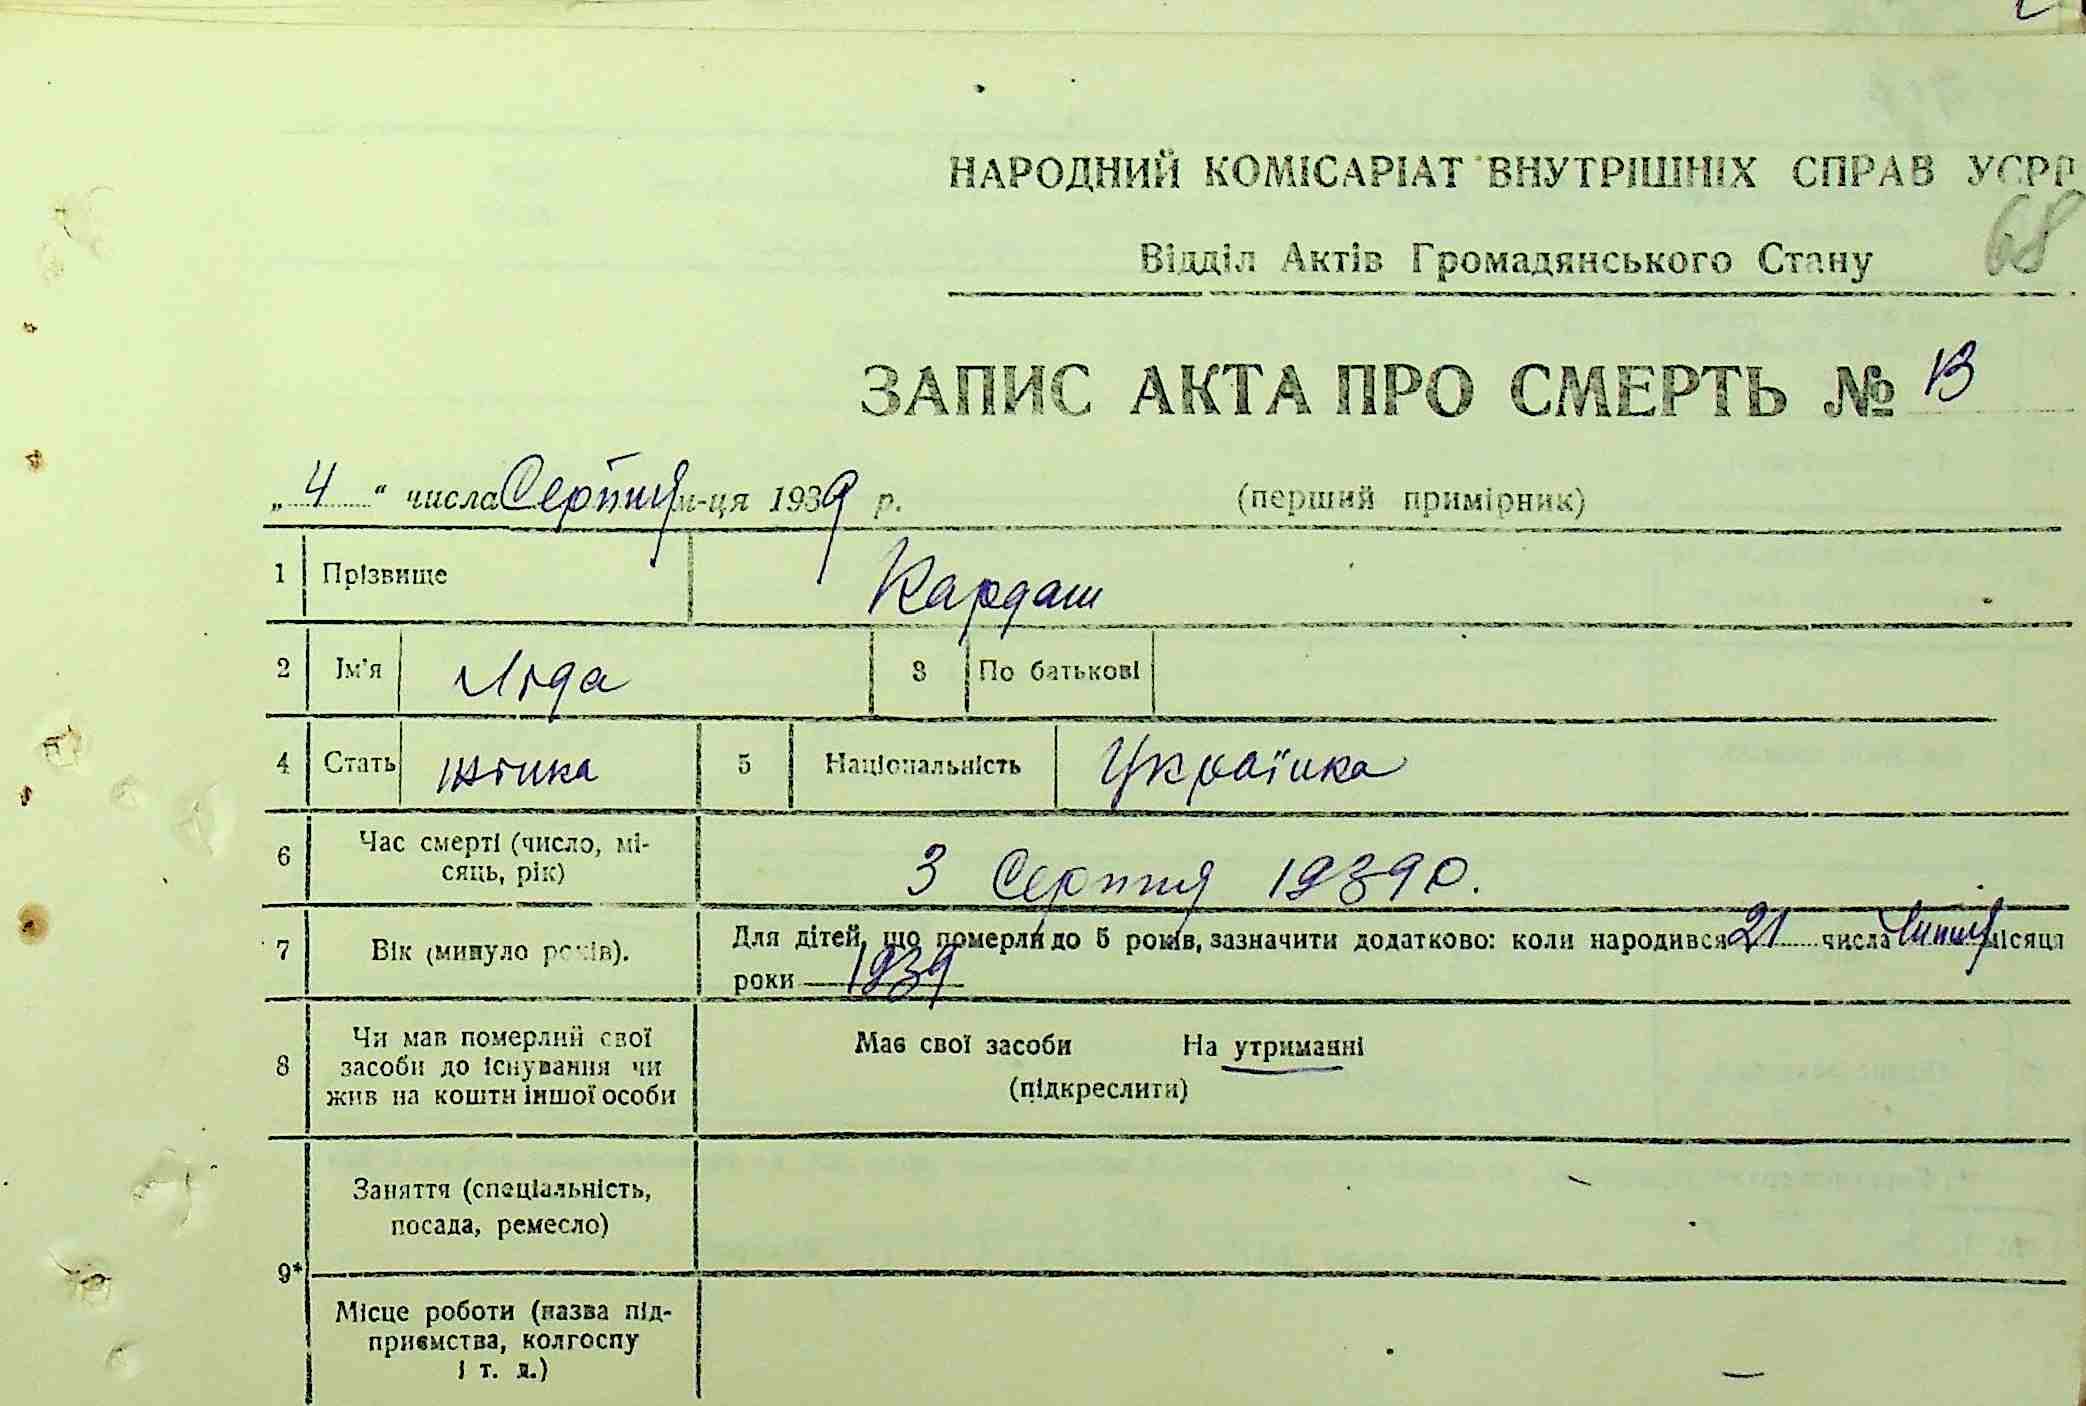 НАРОДНИЙ КОМІСАРІАТ ВНУТРІШНІХ СПРАВ УСРР
68
Відділ Актів Громадянського Стану
ЗАПИС АКТА ПРО СМЕРТЬ № 13
„4“ числа Серпня м-ця 1939 р. (перший примірник)
1 Прізвище Кардаш
2 Ім'я Ліда 3 По батькові
4 Стать жінка 5 Національність Українка
6 Час смерті (число, мі-
сяць, рік) 3 Серпня 1939 р.
7 Вік (минуло років). Для дітей, що померли до 5 років, зазначити додатково: коли народився 21 числа Липня місяця
роки 1939
8 Чи мав померлий свої
засоби до існування чи
жив на кошти іншої особи
Має свої засоби На утриманні
(підкреслити)
9* Заняття (спеціальність,
посада, ремесло)
Місце роботи (назва під-
приємства, колгоспу
і т. д.)